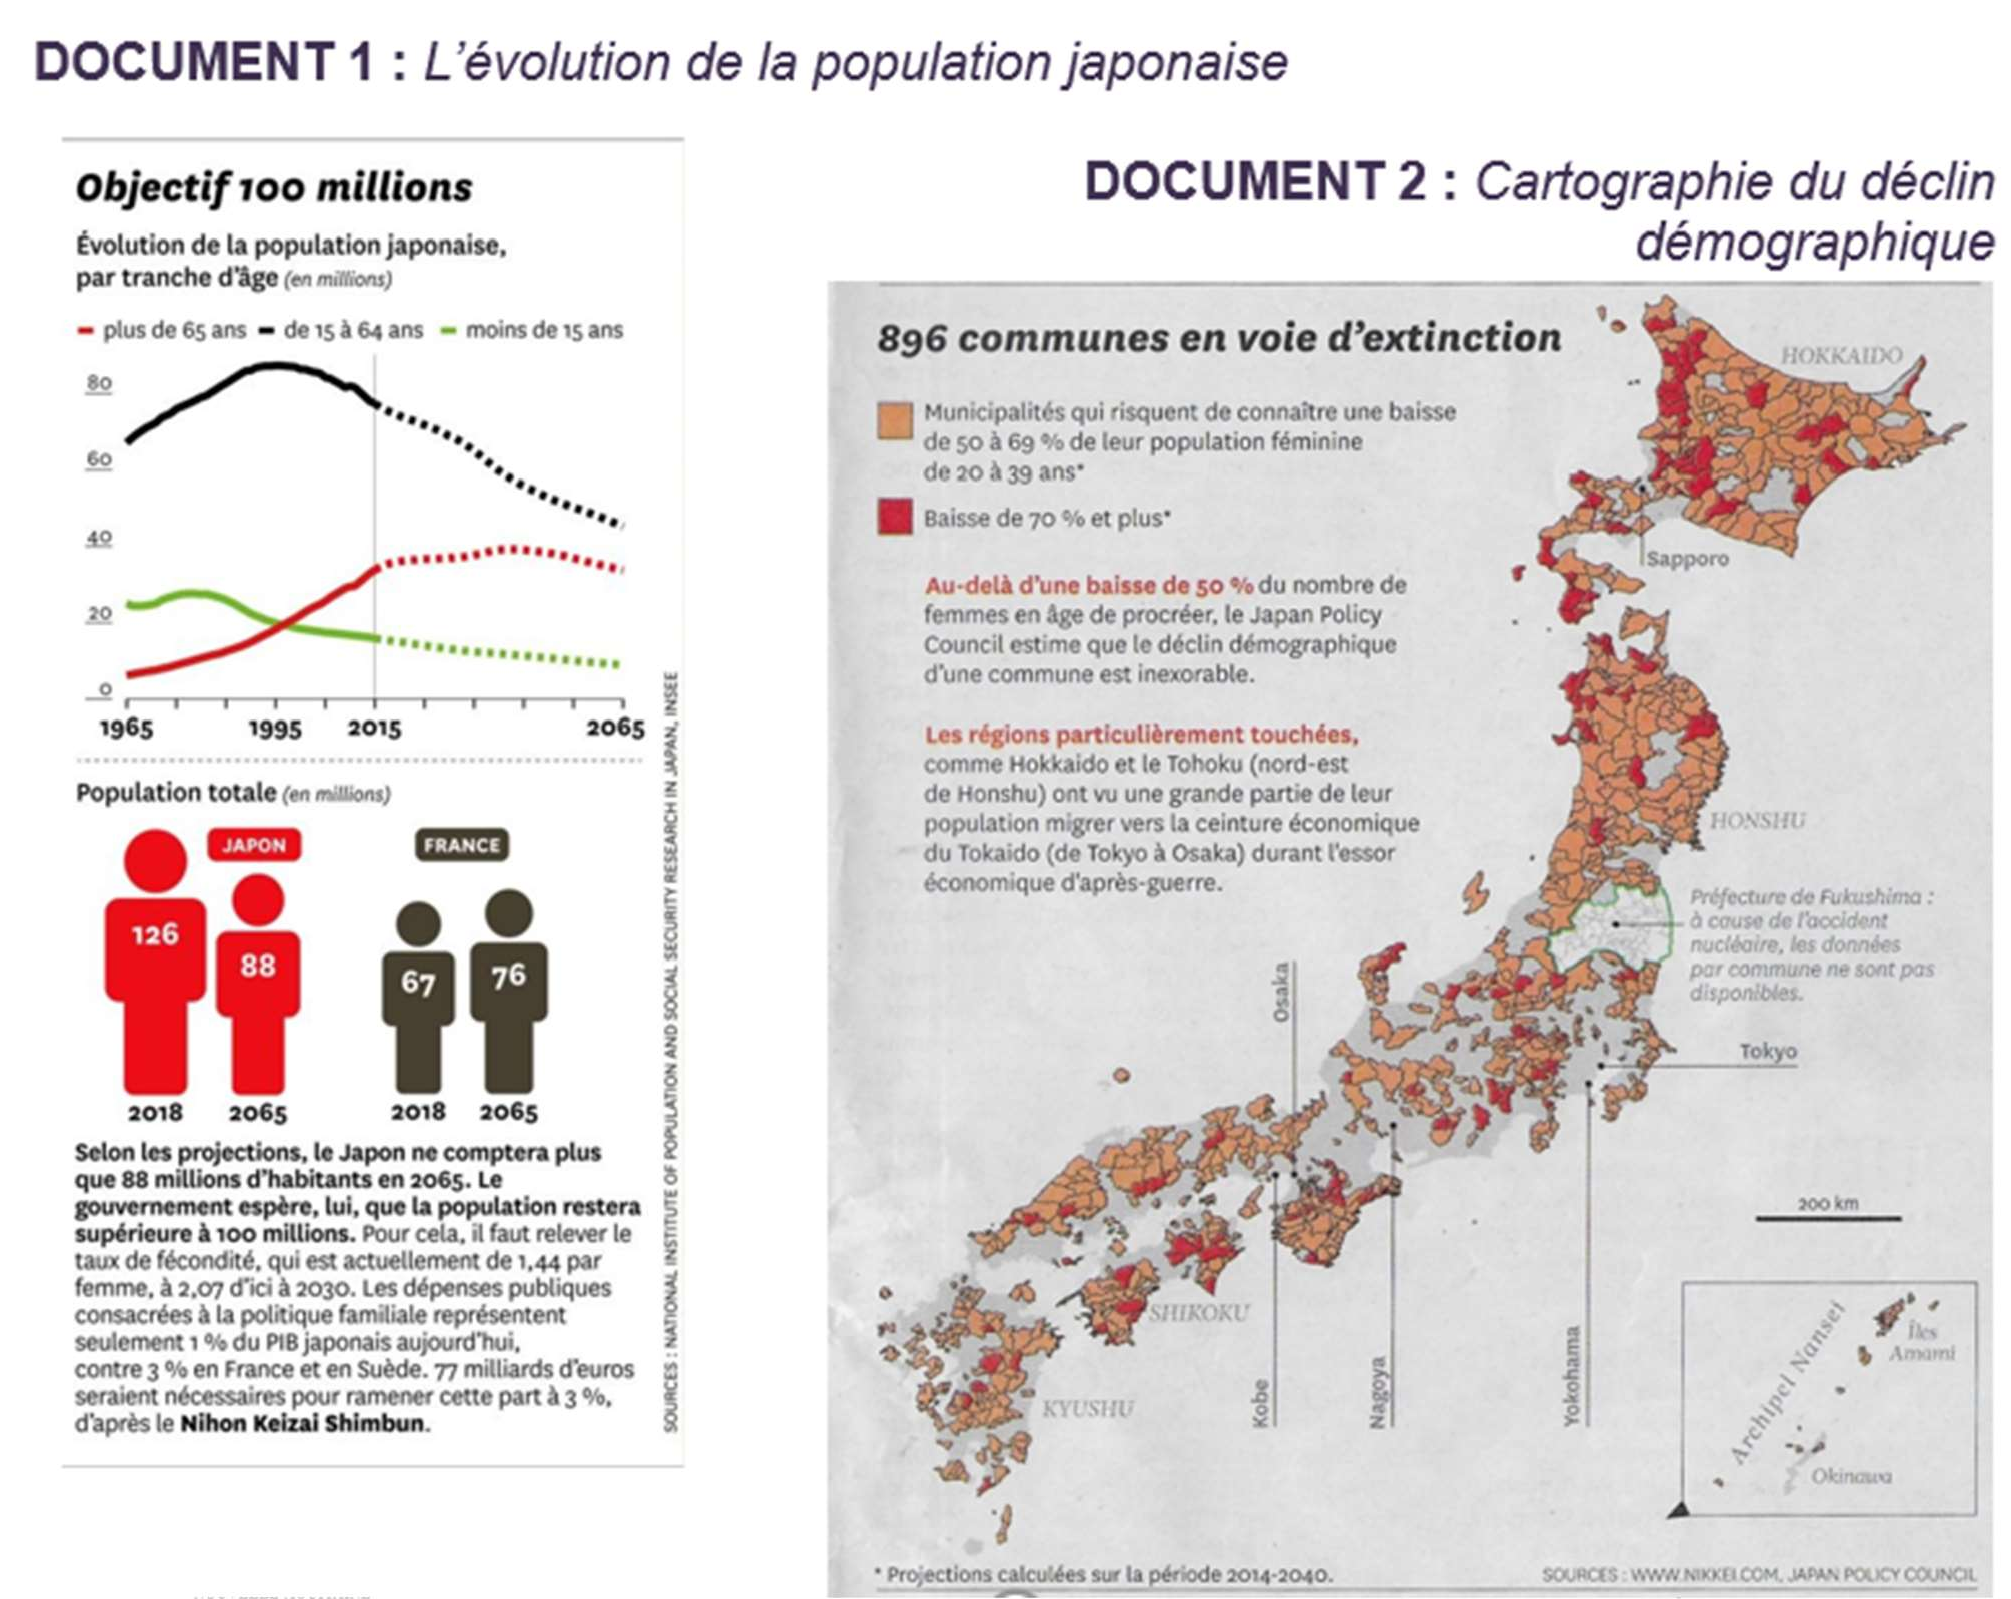 DOCUMENT 1 : L'évolution de la population japonaise
Objectif 100 millions
Évolution de la population japonaise,
par tranche d'âge (en millions)
plus de 65 ans de 15 à 64 ans moins de 15 ans
80
60
40
20
0
1965 1995 2015 2065
Population totale (en millions)
JAPON FRANCE
126 88 67 76
2018 2065 2018 2065
Selon les projections, le Japon ne comptera plus
que 88 millions d'habitants en 2065. Le
gouvernement espère, lui, que la population restera
supérieure à 100 millions. Pour cela, il faut relever le
taux de fécondité, qui est actuellement de 1,44 par
femme, à 2,07 d'ici à 2030. Les dépenses publiques
consacrées à la politique familiale représentent
seulement 1 % du PIB japonais aujourd'hui,
contre 3 % en France et en Suède. 77 milliards d'euros
seraient nécessaires pour ramener cette part à 3 %,
d'après le Nihon Keizai Shimbun.
SOURCES : NATIONAL INSTITUTE OF POPULATION AND SOCIAL SECURITY RESEARCH IN JAPAN, INSEE
DOCUMENT 2 : Cartographie du déclin
démographique
896 communes en voie d'extinction
Municipalités qui risquent de connaître une baisse
de 50 à 69 % de leur population féminine
de 20 à 39 ans*
Baisse de 70 % et plus*
Au-delà d'une baisse de 50 % du nombre de
femmes en âge de procréer, le Japan Policy
Council estime que le déclin démographique
d'une commune est inexorable.
Les régions particulièrement touchées,
comme Hokkaido et le Tohoku (nord-est
de Honshu) ont vu une grande partie de leur
population migrer vers la ceinture économique
du Tokaido (de Tokyo à Osaka) durant l'essor
économique d'après-guerre.
HOKKAIDO
Sapporo
HONSHU
Préfecture de Fukushima :
à cause de l'accident
nucléaire, les données
par commune ne sont pas
disponibles.
Osaka
Tokyo
200 km
SHIKOKU
KYUSHU
Kobe
Nagoya
Yokohama
Archipel Nansei
Îles
Amami
Okinawa
* Projections calculées sur la période 2014-2040.
SOURCES : WWW.NIKKEI.COM, JAPAN POLICY COUNCIL